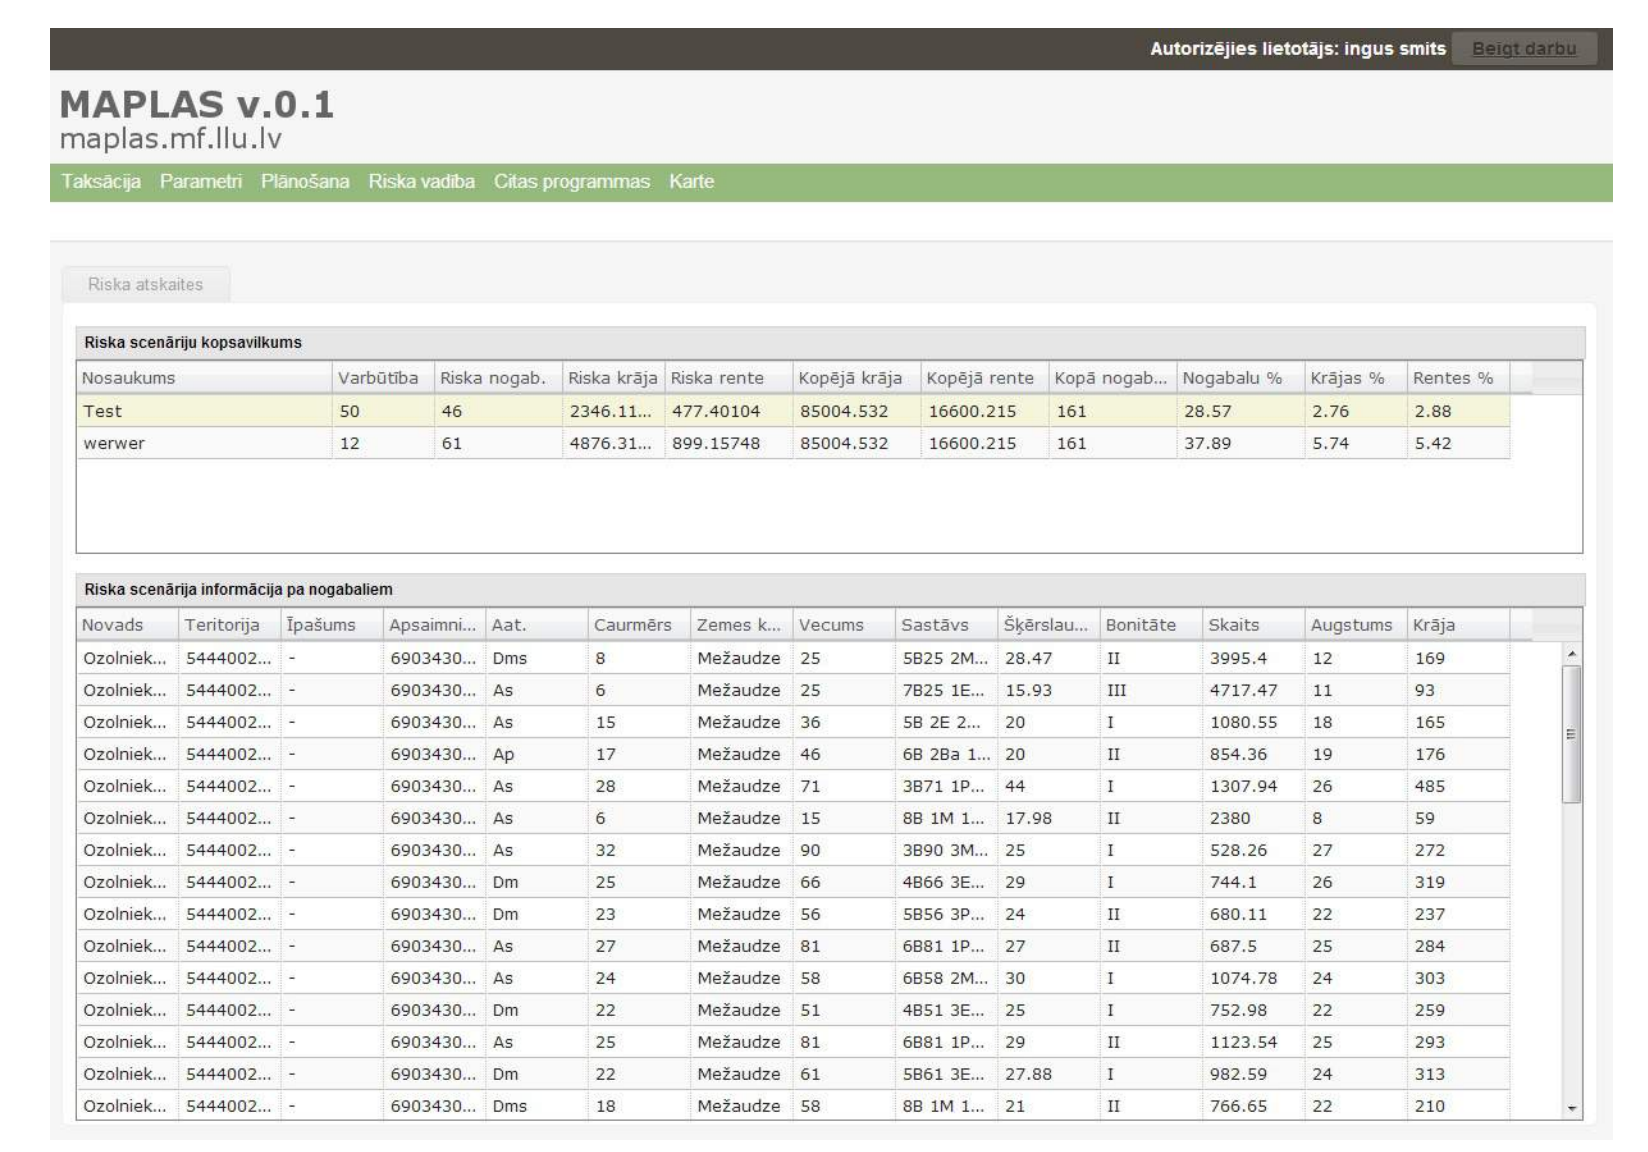 Autorizējies lietotājs: ingus smits Beigt darbu
MAPLAS v.0.1
maplas.mf.llu.lv
Taksācija Parametri Plānošana Riska vadība Citas programmas Karte
Riska atskaites
Riska scenāriju kopsavilkums
Nosaukums Varbūtība Riska nogab. Riska krāja Riska rente Kopējā krāja Kopējā rente Kopā nogab... Nogabalu % Krājas % Rentes %
Test 50 46 2346.11... 477.40104 85004.532 16600.215 161 28.57 2.76 2.88
werwer 12 61 4876.31... 899.15748 85004.532 16600.215 161 37.89 5.74 5.42
Riska scenārija informācija pa nogabaliem
Novads Teritorija Īpašums Apsaimni... Aat. Caurmērs Zemes k... Vecums Sastāvs Šķērslau... Bonitāte Skaits Augstums Krāja
Ozolniek... 5444002... - 6903430... Dms 8 Mežaudze 25 5B25 2M... 28.47 II 3995.4 12 169
Ozolniek... 5444002... - 6903430... As 6 Mežaudze 25 7B25 1E... 15.93 III 4717.47 11 93
Ozolniek... 5444002... - 6903430... As 15 Mežaudze 36 5B 2E 2... 20 I 1080.55 18 165
Ozolniek... 5444002... - 6903430... Ap 17 Mežaudze 46 6B 2Ba 1... 20 II 854.36 19 176
Ozolniek... 5444002... - 6903430... As 28 Mežaudze 71 3B71 1P... 44 I 1307.94 26 485
Ozolniek... 5444002... - 6903430... As 6 Mežaudze 15 8B 1M 1... 17.98 II 2380 8 59
Ozolniek... 5444002... - 6903430... As 32 Mežaudze 90 3B90 3M... 25 I 528.26 27 272
Ozolniek... 5444002... - 6903430... Dm 25 Mežaudze 66 4B66 3E... 29 I 744.1 26 319
Ozolniek... 5444002... - 6903430... Dm 23 Mežaudze 56 5B56 3P... 24 II 680.11 22 237
Ozolniek... 5444002... - 6903430... As 27 Mežaudze 81 6B81 1P... 27 II 687.5 25 284
Ozolniek... 5444002... - 6903430... As 24 Mežaudze 58 6B58 2M... 30 I 1074.78 24 303
Ozolniek... 5444002... - 6903430... Dm 22 Mežaudze 51 4B51 3E... 25 I 752.98 22 259
Ozolniek... 5444002... - 6903430... As 25 Mežaudze 81 6B81 1P... 29 II 1123.54 25 293
Ozolniek... 5444002... - 6903430... Dm 22 Mežaudze 61 5B61 3E... 27.88 I 982.59 24 313
Ozolniek... 5444002... - 6903430... Dms 18 Mežaudze 58 8B 1M 1... 21 II 766.65 22 210